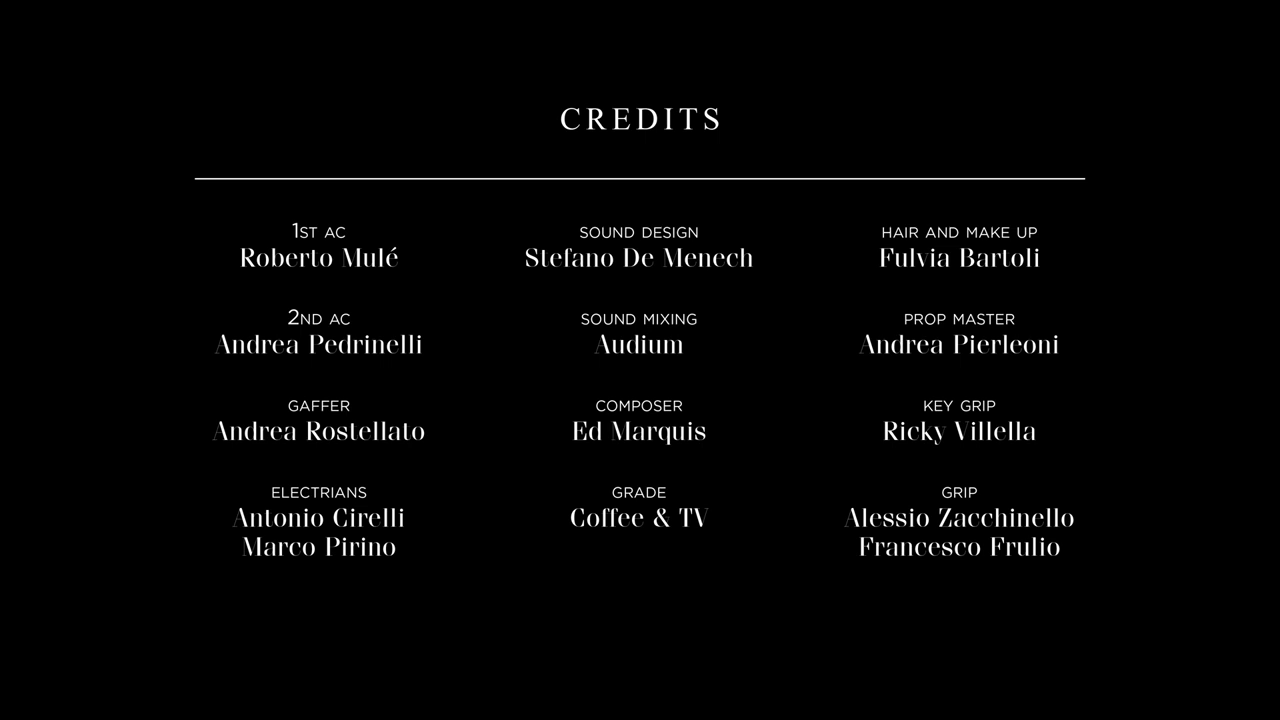 CREDITS
1ST AC
Roberto Mulé
2ND AC
Andrea Pedrinelli
GAFFER
Andrea Rostellato
ELECTRIANS
Antonio Cirelli
Marco Pirino
SOUND DESIGN
Stefano De Menech
SOUND MIXING
Audium
COMPOSER
Ed Marquis
GRADE
Coffee & TV
HAIR AND MAKE UP
Fulvia Bartoli
PROP MASTER
Andrea Pierleoni
KEY GRIP
Ricky Villella
GRIP
Alessio Zacchinello
Francesco Frulio